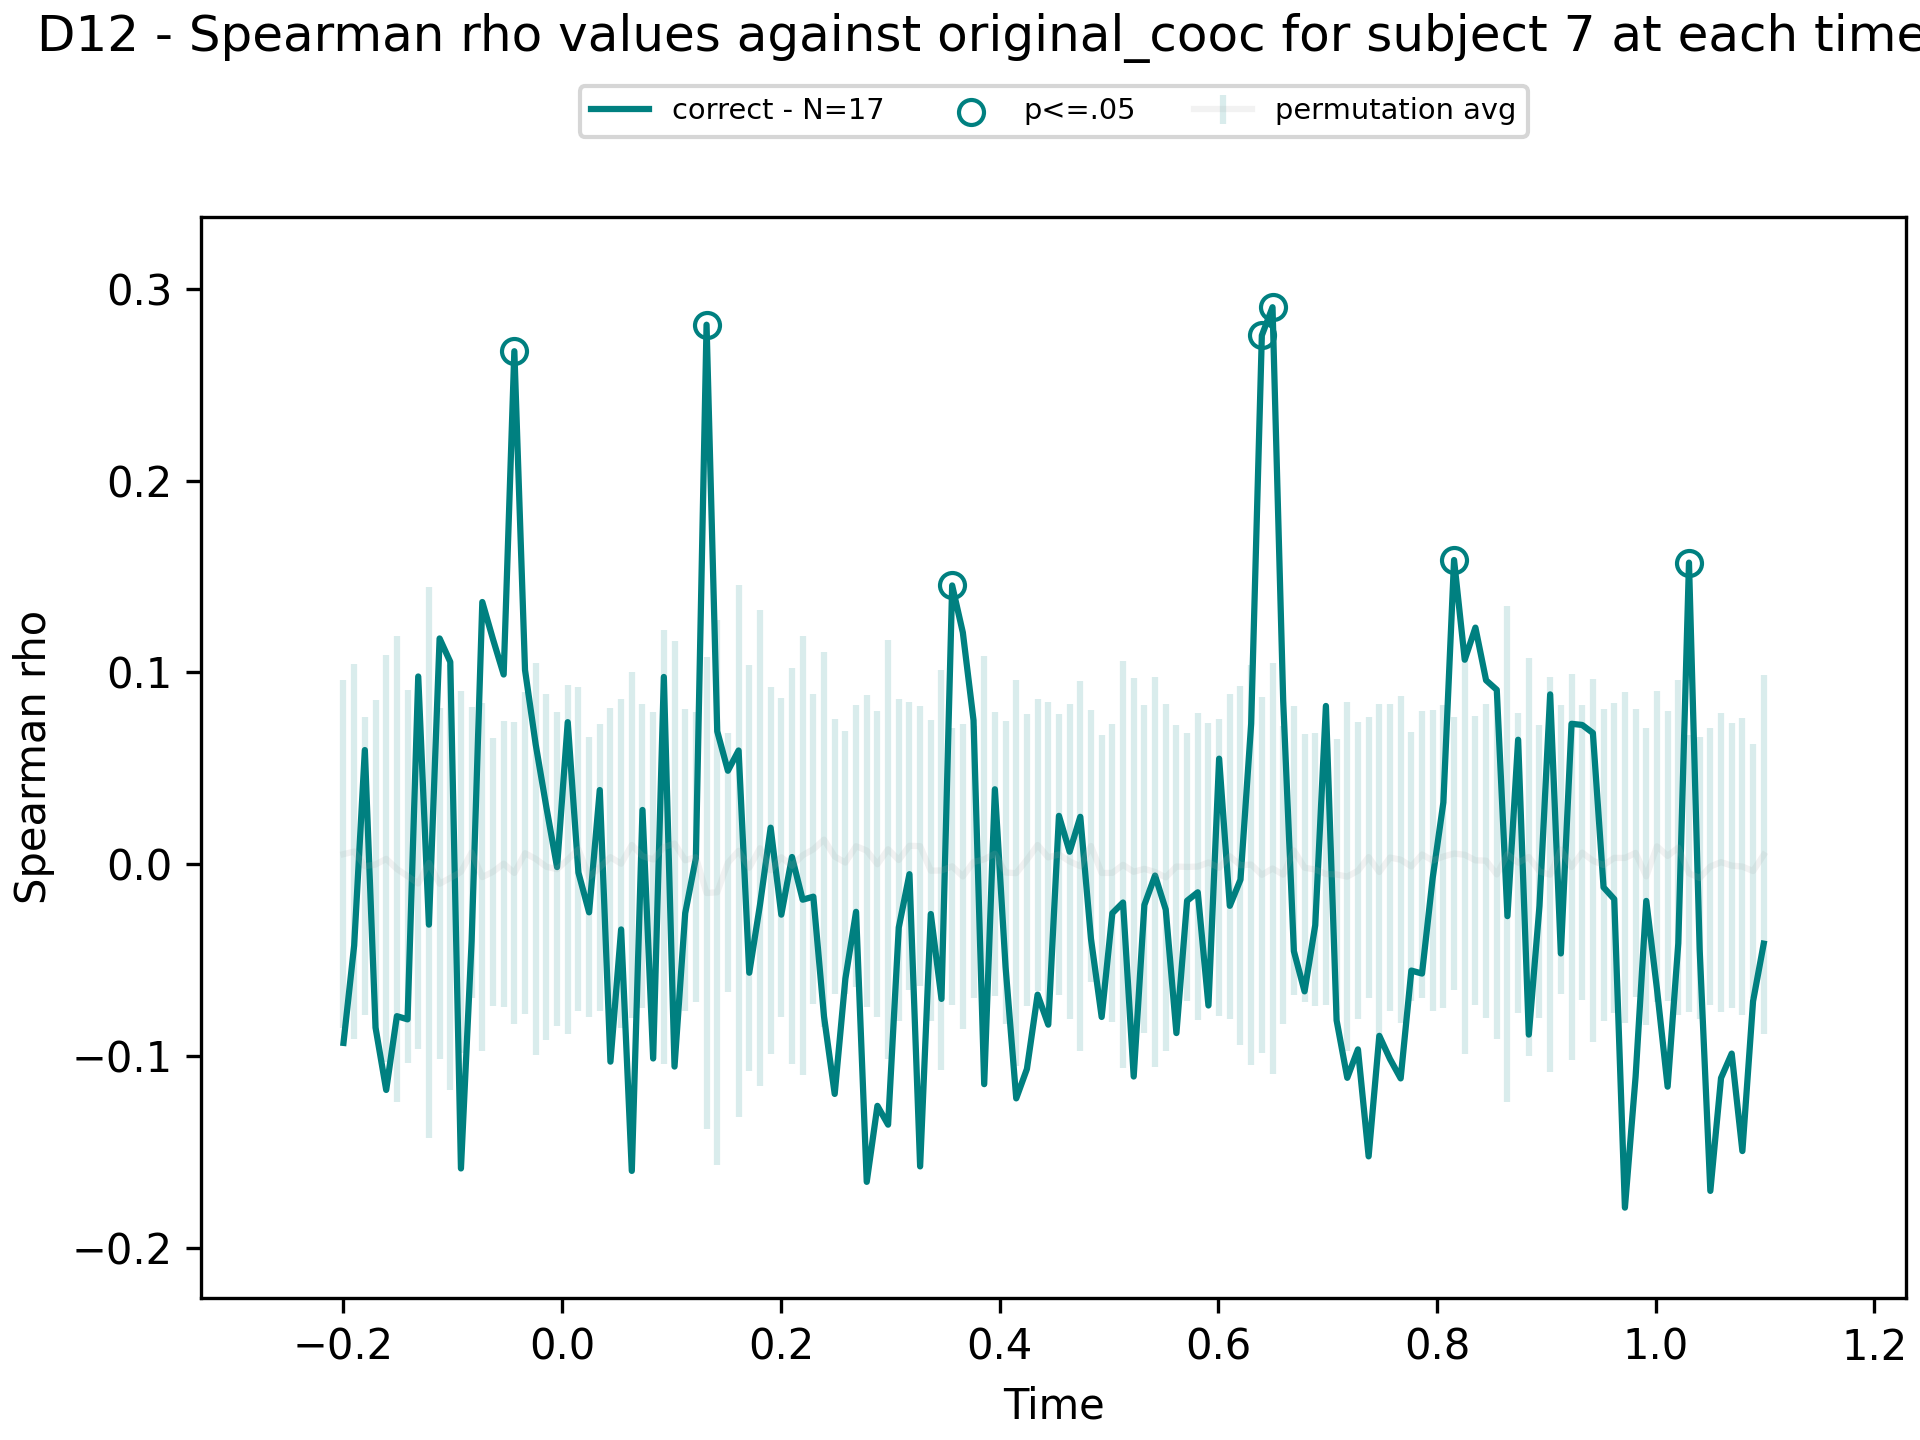 D12 - Spearman rho values against original_cooc for subject 7 at each time
correct - N=17
p<=.05
permutation avg
0.3
0.2
0.1
0.0
−0.1
−0.2
Spearman rho
−0.2
0.0
0.2
0.4
0.6
0.8
1.0
1.2
Time